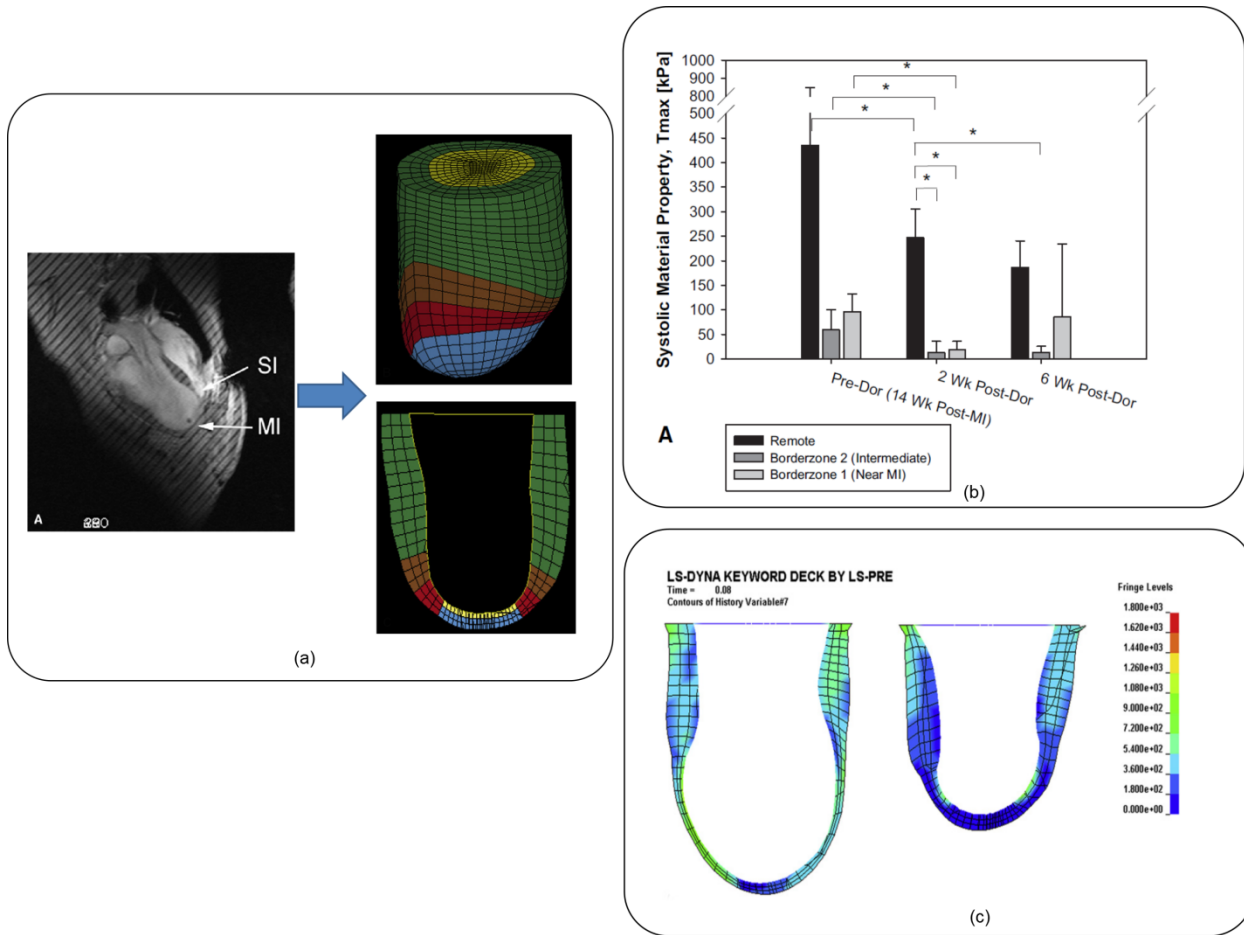 SI
MI
A
(a)
Systolic Material Property, Tmax [kPa]
1000
900
800
500
450
400
350
300
250
200
150
100
50
0
*
*
*
*
*
*
Pre-Dor (14 Wk Post-MI)
2 Wk Post-Dor
6 Wk Post-Dor
A
Remote
Borderzone 2 (Intermediate)
Borderzone 1 (Near MI)
(b)
LS-DYNA KEYWORD DECK BY LS-PRE
Time = 0.08
Contours of History Variable#7
Fringe Levels
1.800e+03
1.620e+03
1.440e+03
1.260e+03
1.080e+03
9.000e+02
7.200e+02
5.400e+02
3.600e+02
1.800e+02
0.000e+00
(c)